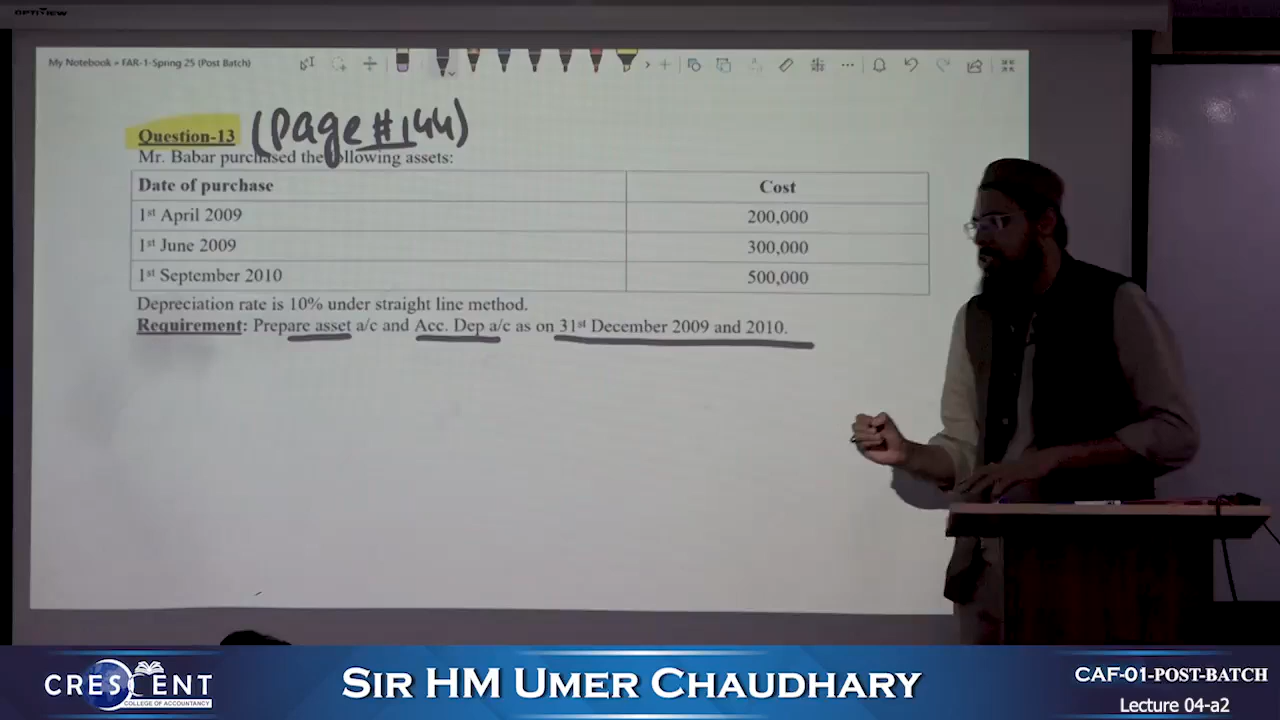 OPTIVIEW
My Notebook » FAR-1-Spring 25 (Post Batch)
Question-13 (Page #144)
Mr. Babar purchased the following assets:
Date of purchase Cost
1st April 2009 200,000
1st June 2009 300,000
1st September 2010 500,000
Depreciation rate is 10% under straight line method.
Requirement: Prepare asset a/c and Acc. Dep a/c as on 31st December 2009 and 2010.
CRESCENT
COLLEGE OF ACCOUNTANCY
SIR HM UMER CHAUDHARY
CAF-01-POST-BATCH
Lecture 04-a2